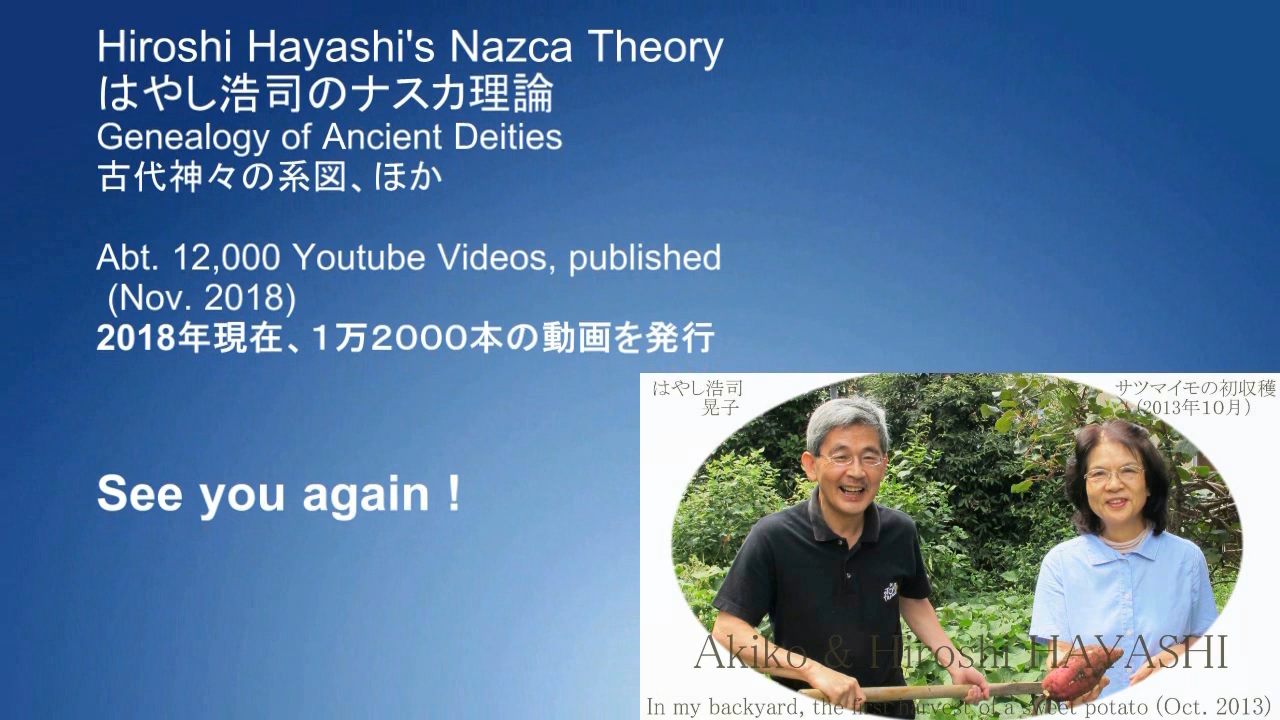 Hiroshi Hayashi's Nazca Theory
はやし浩司のナスカ理論
Genealogy of Ancient Deities
古代神々の系図、ほか
Abt. 12,000 Youtube Videos, published
(Nov. 2018)
2018年現在、１万２０００本の動画を発行
See you again !
はやし浩司
晃子
サツマイモの初収穫
(2013年10月)
Akiko & Hiroshi HAYASHI
In my backyard, the first harvest of a sweet potato (Oct. 2013)